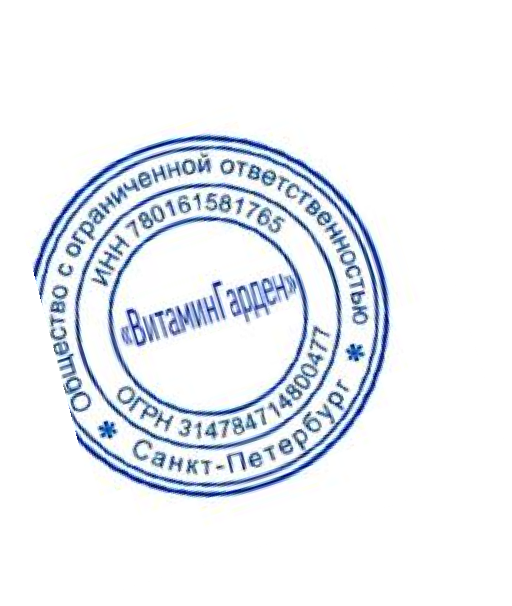 Общество с ограниченной ответственностью
ИНН 780161581765
«ВитаминГарден»
ОГРН 314784714800477
* Санкт-Петербург *